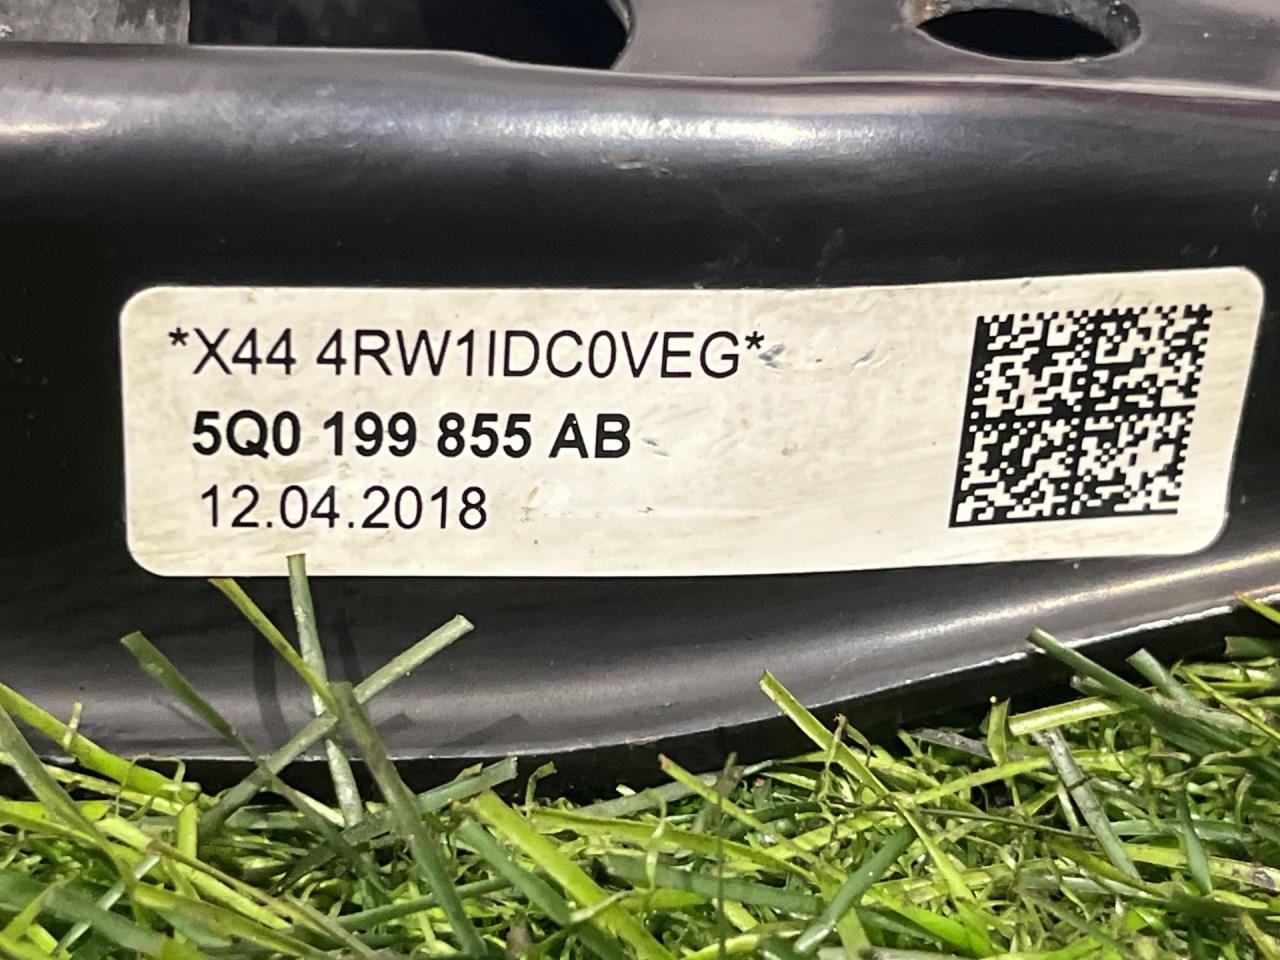 *X44 4RW1IDC0VEG*
5Q0 199 855 AB
12.04.2018